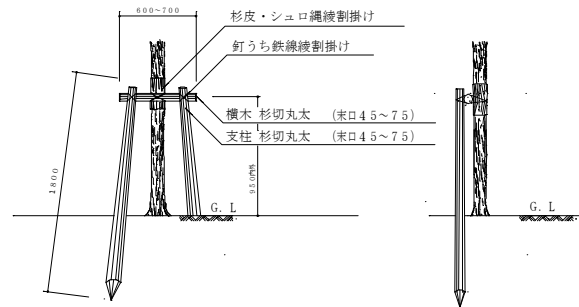 600~700
杉皮・シュロ縄綾割掛け
釘うち鉄線綾割掛け
横木 杉切丸太 (末口45~75)
支柱 杉切丸太 (末口45~75)
1800
950内外
G.L
G.L